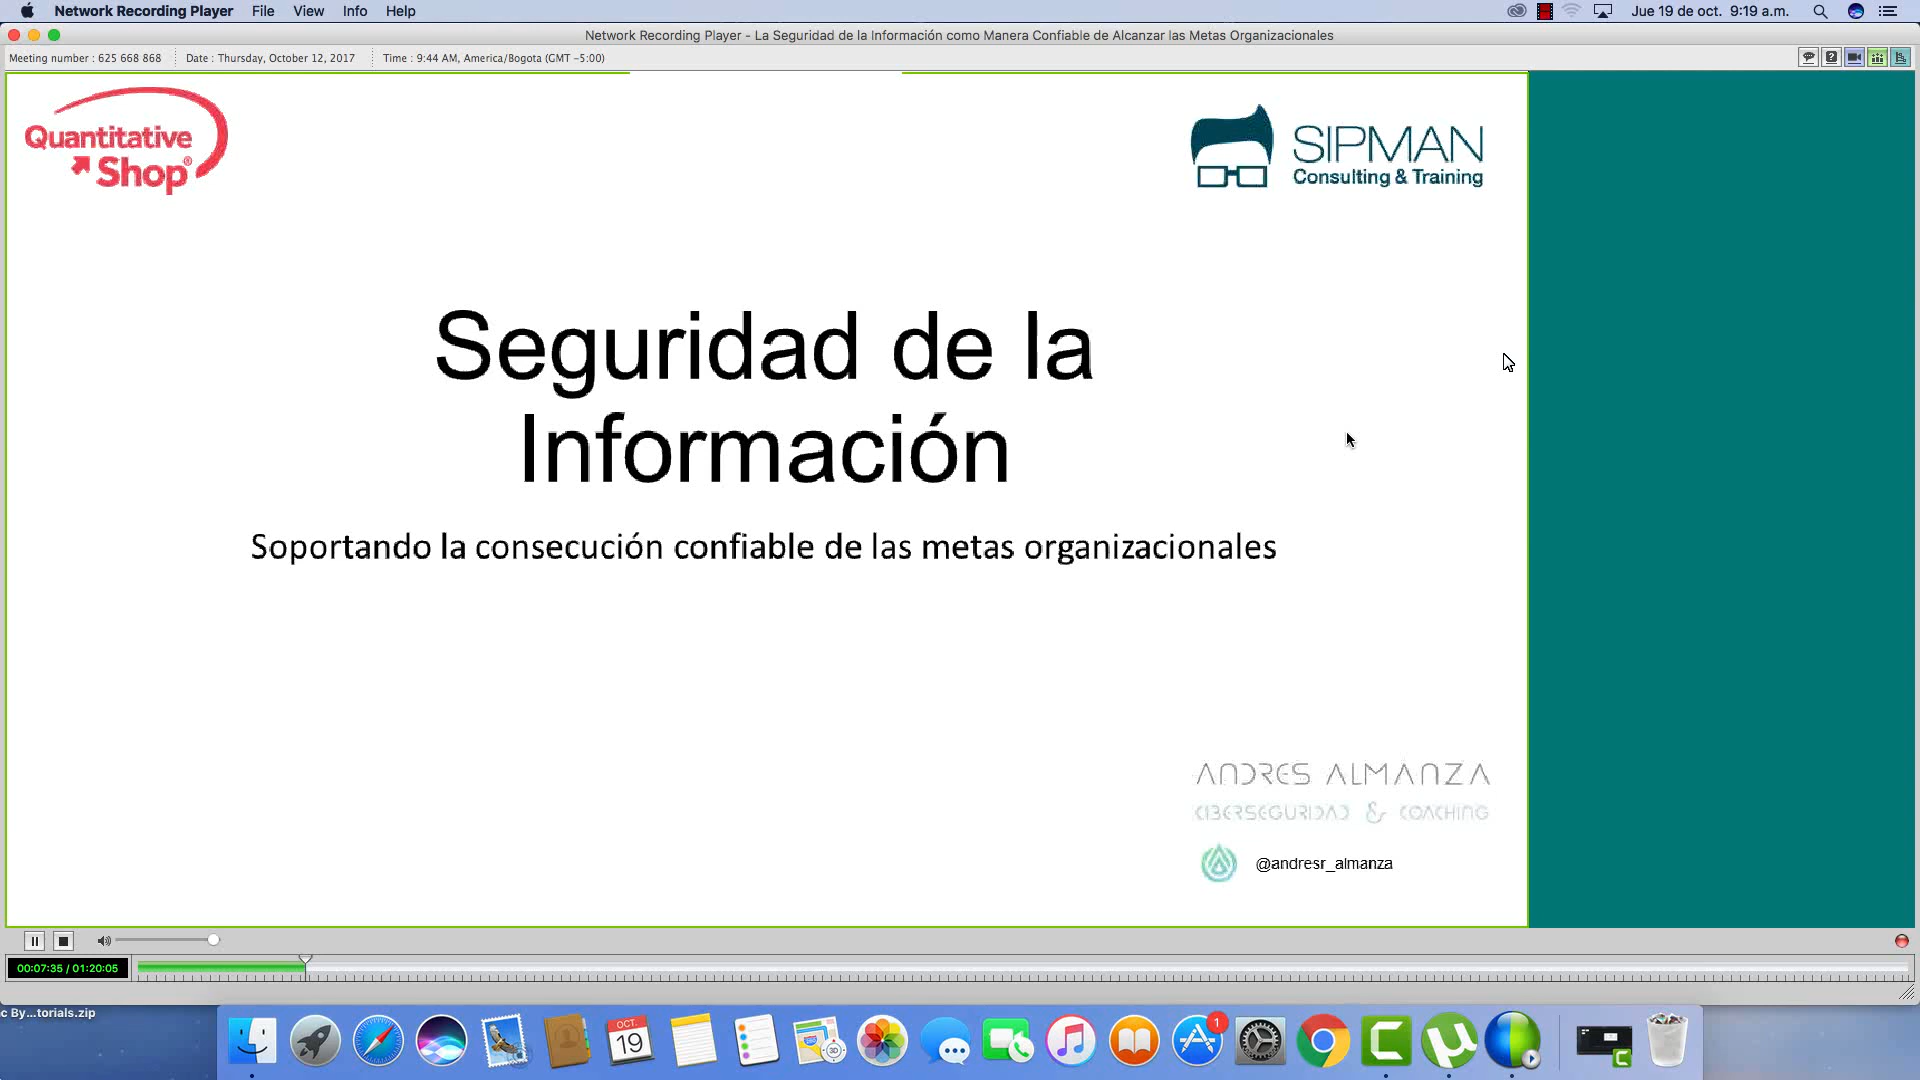 Network Recording Player File View Info Help
Jue 19 de oct. 9:19 a.m.
Network Recording Player - La Seguridad de la Información como Manera Confiable de Alcanzar las Metas Organizacionales
Meeting number : 625 668 868 Date : Thursday, October 12, 2017 Time : 9:44 AM, America/Bogota (GMT -5:00)
Quantitative
Shop®
SIPMAN
Consulting & Training
Seguridad de la
Información
Soportando la consecución confiable de las metas organizacionales
ANDRES ALMANZA
CIBERSEGURIDAD & COACHING
@andresr_almanza
00:07:35 / 01:20:05
c By...torials.zip
OCT.
19
3D
1